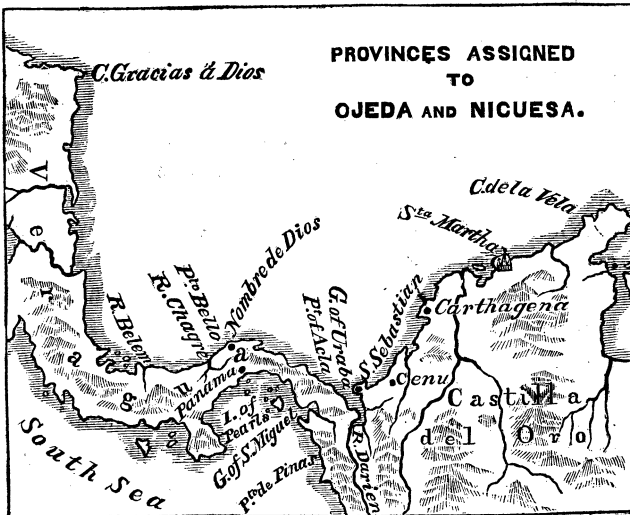 PROVINCES ASSIGNED
TO
OJEDA AND NICUESA.
C. Gracias á Dios
C. de la Vela
Sta Martha
Nombre de Dios
Pto Bello
R. Chagre
R. Belem
G. of Uraba
Pt. of Acla
S. Sebastian
Carthagena
Cenu
Panama
I. of
Pearls
G. of S. Miguel
Pto de Pinas
R. Darien
Castilla
del Oro
Veragua
South Sea